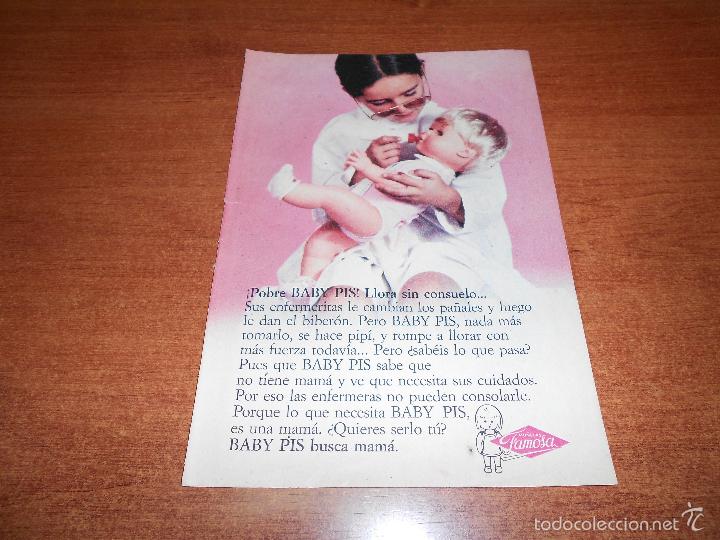 ¡Pobre BABY PIS! Llora sin consuelo...
Sus enfermeritas le cambian los pañales y luego
le dan el biberón. Pero BABY PIS, nada más
tomarlo, se hace pipí, y rompe a llorar con
más fuerza todavía... Pero ¿sabéis lo que pasa?
Pues que BABY PIS sabe que
no tiene mamá y ve que necesita sus cuidados.
Por eso las enfermeras no pueden consolarle.
Porque lo que necesita BABY PIS,
es una mamá. ¿Quieres serlo tú?
BABY PIS busca mamá.
Famosa
todocoleccion.net